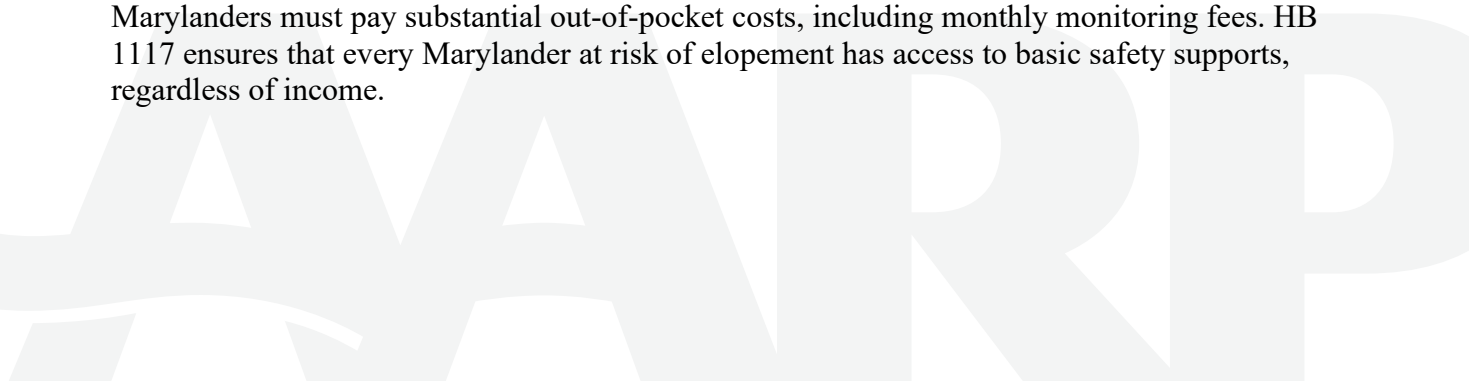 Marylanders must pay substantial out-of-pocket costs, including monthly monitoring fees. HB
1117 ensures that every Marylander at risk of elopement has access to basic safety supports,
regardless of income.
AARP